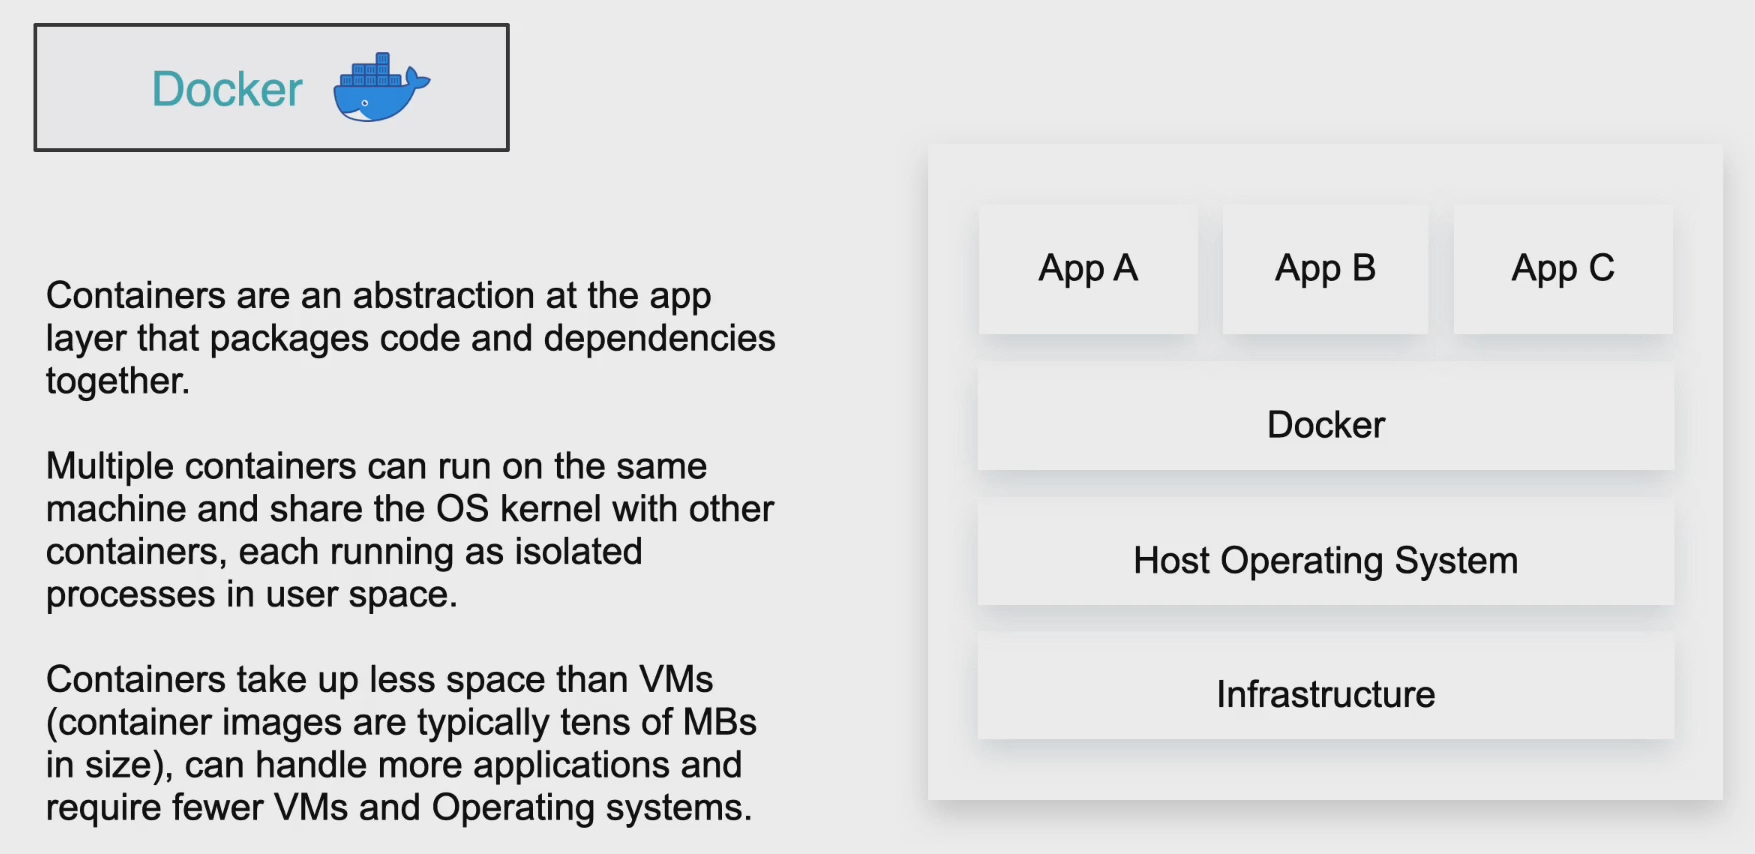 Docker
Containers are an abstraction at the app
layer that packages code and dependencies
together.
Multiple containers can run on the same
machine and share the OS kernel with other
containers, each running as isolated
processes in user space.
Containers take up less space than VMs
(container images are typically tens of MBs
in size), can handle more applications and
require fewer VMs and Operating systems.
App A
App B
App C
Docker
Host Operating System
Infrastructure